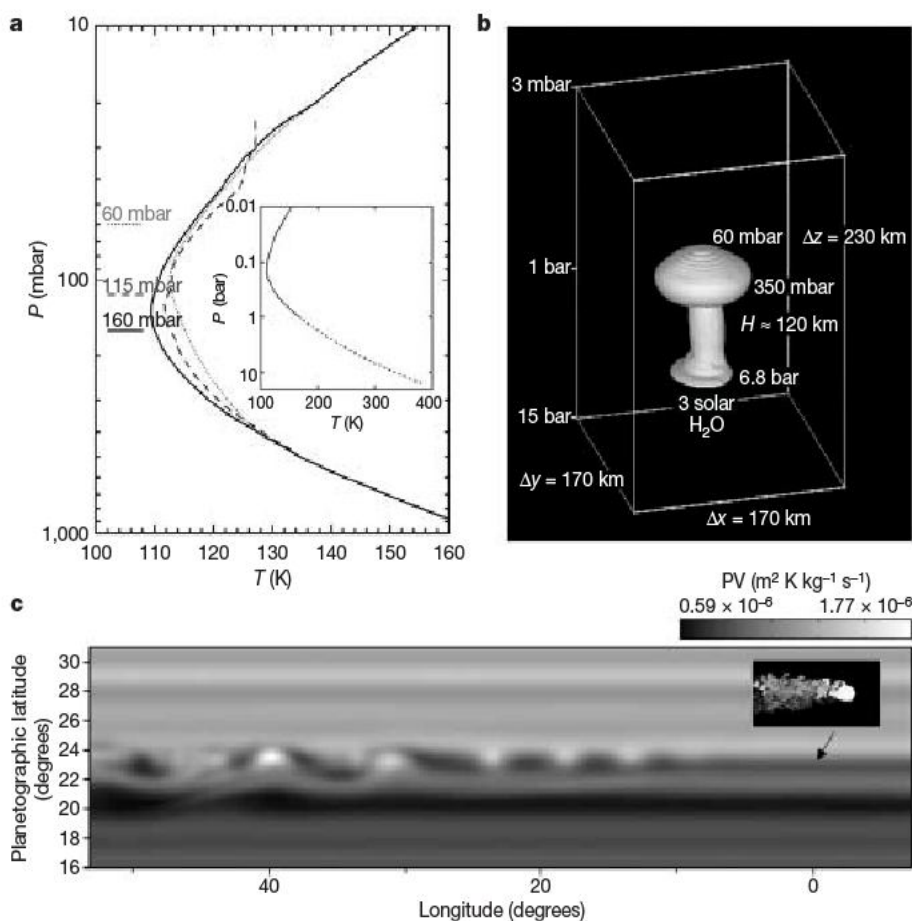 a
10
100
1,000
P (mbar)
60 mbar
115 mbar
160 mbar
100 110 120 130 140 150 160
T (K)
0.01
0.1
1
10
P (bar)
100 200 300 400
T (K)
b
3 mbar
1 bar
15 bar
60 mbar
Δz = 230 km
350 mbar
H ≈ 120 km
6.8 bar
3 solar
H₂O
Δy = 170 km
Δx = 170 km
c
PV (m² K kg⁻¹ s⁻¹)
0.59 × 10⁻⁶ 1.77 × 10⁻⁶
Planetographic latitude
(degrees)
30
28
26
24
22
20
18
16
40 20 0
Longitude (degrees)